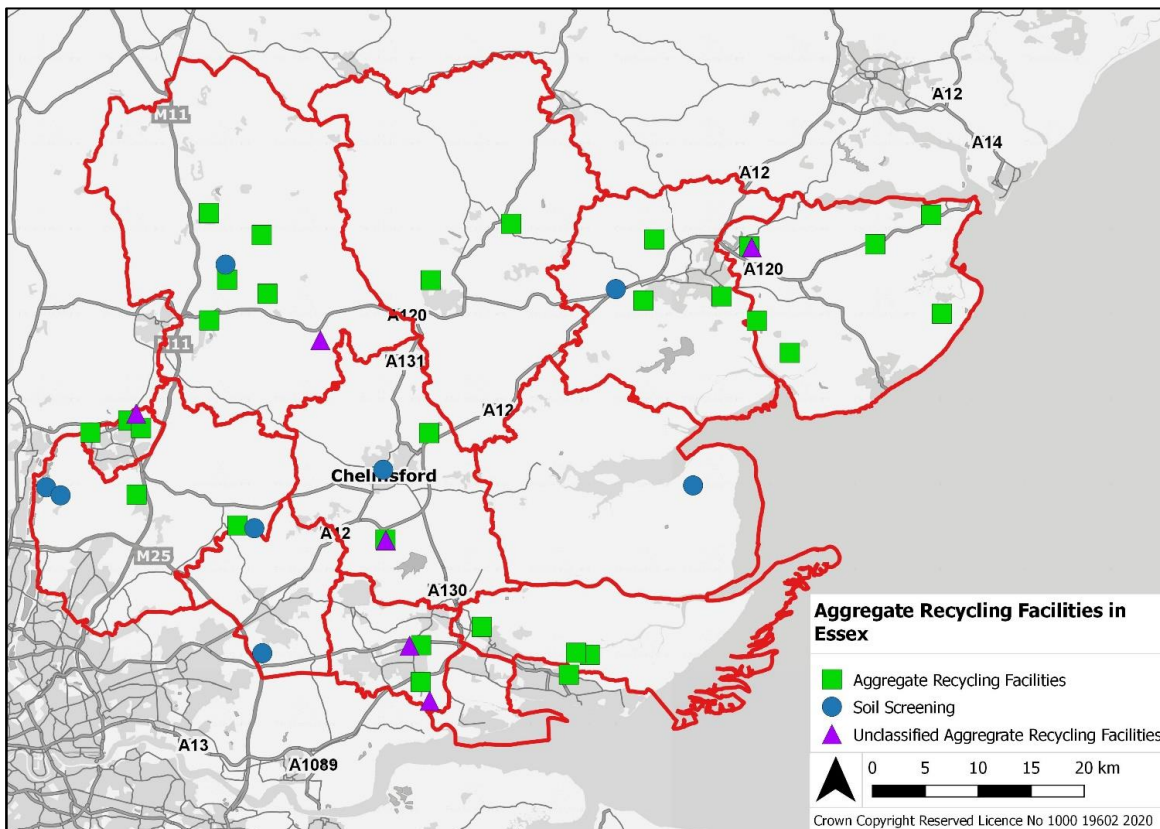 M11
A12
A14
A12
A120
A120
M11
A131
A12
Chelmsford
A12
M25
A130
A13
A1089
Aggregate Recycling Facilities in
Essex
Aggregate Recycling Facilities
Soil Screening
Unclassified Aggregrate Recycling Facilities
0 5 10 15 20 km
Crown Copyright Reserved Licence No 1000 19602 2020